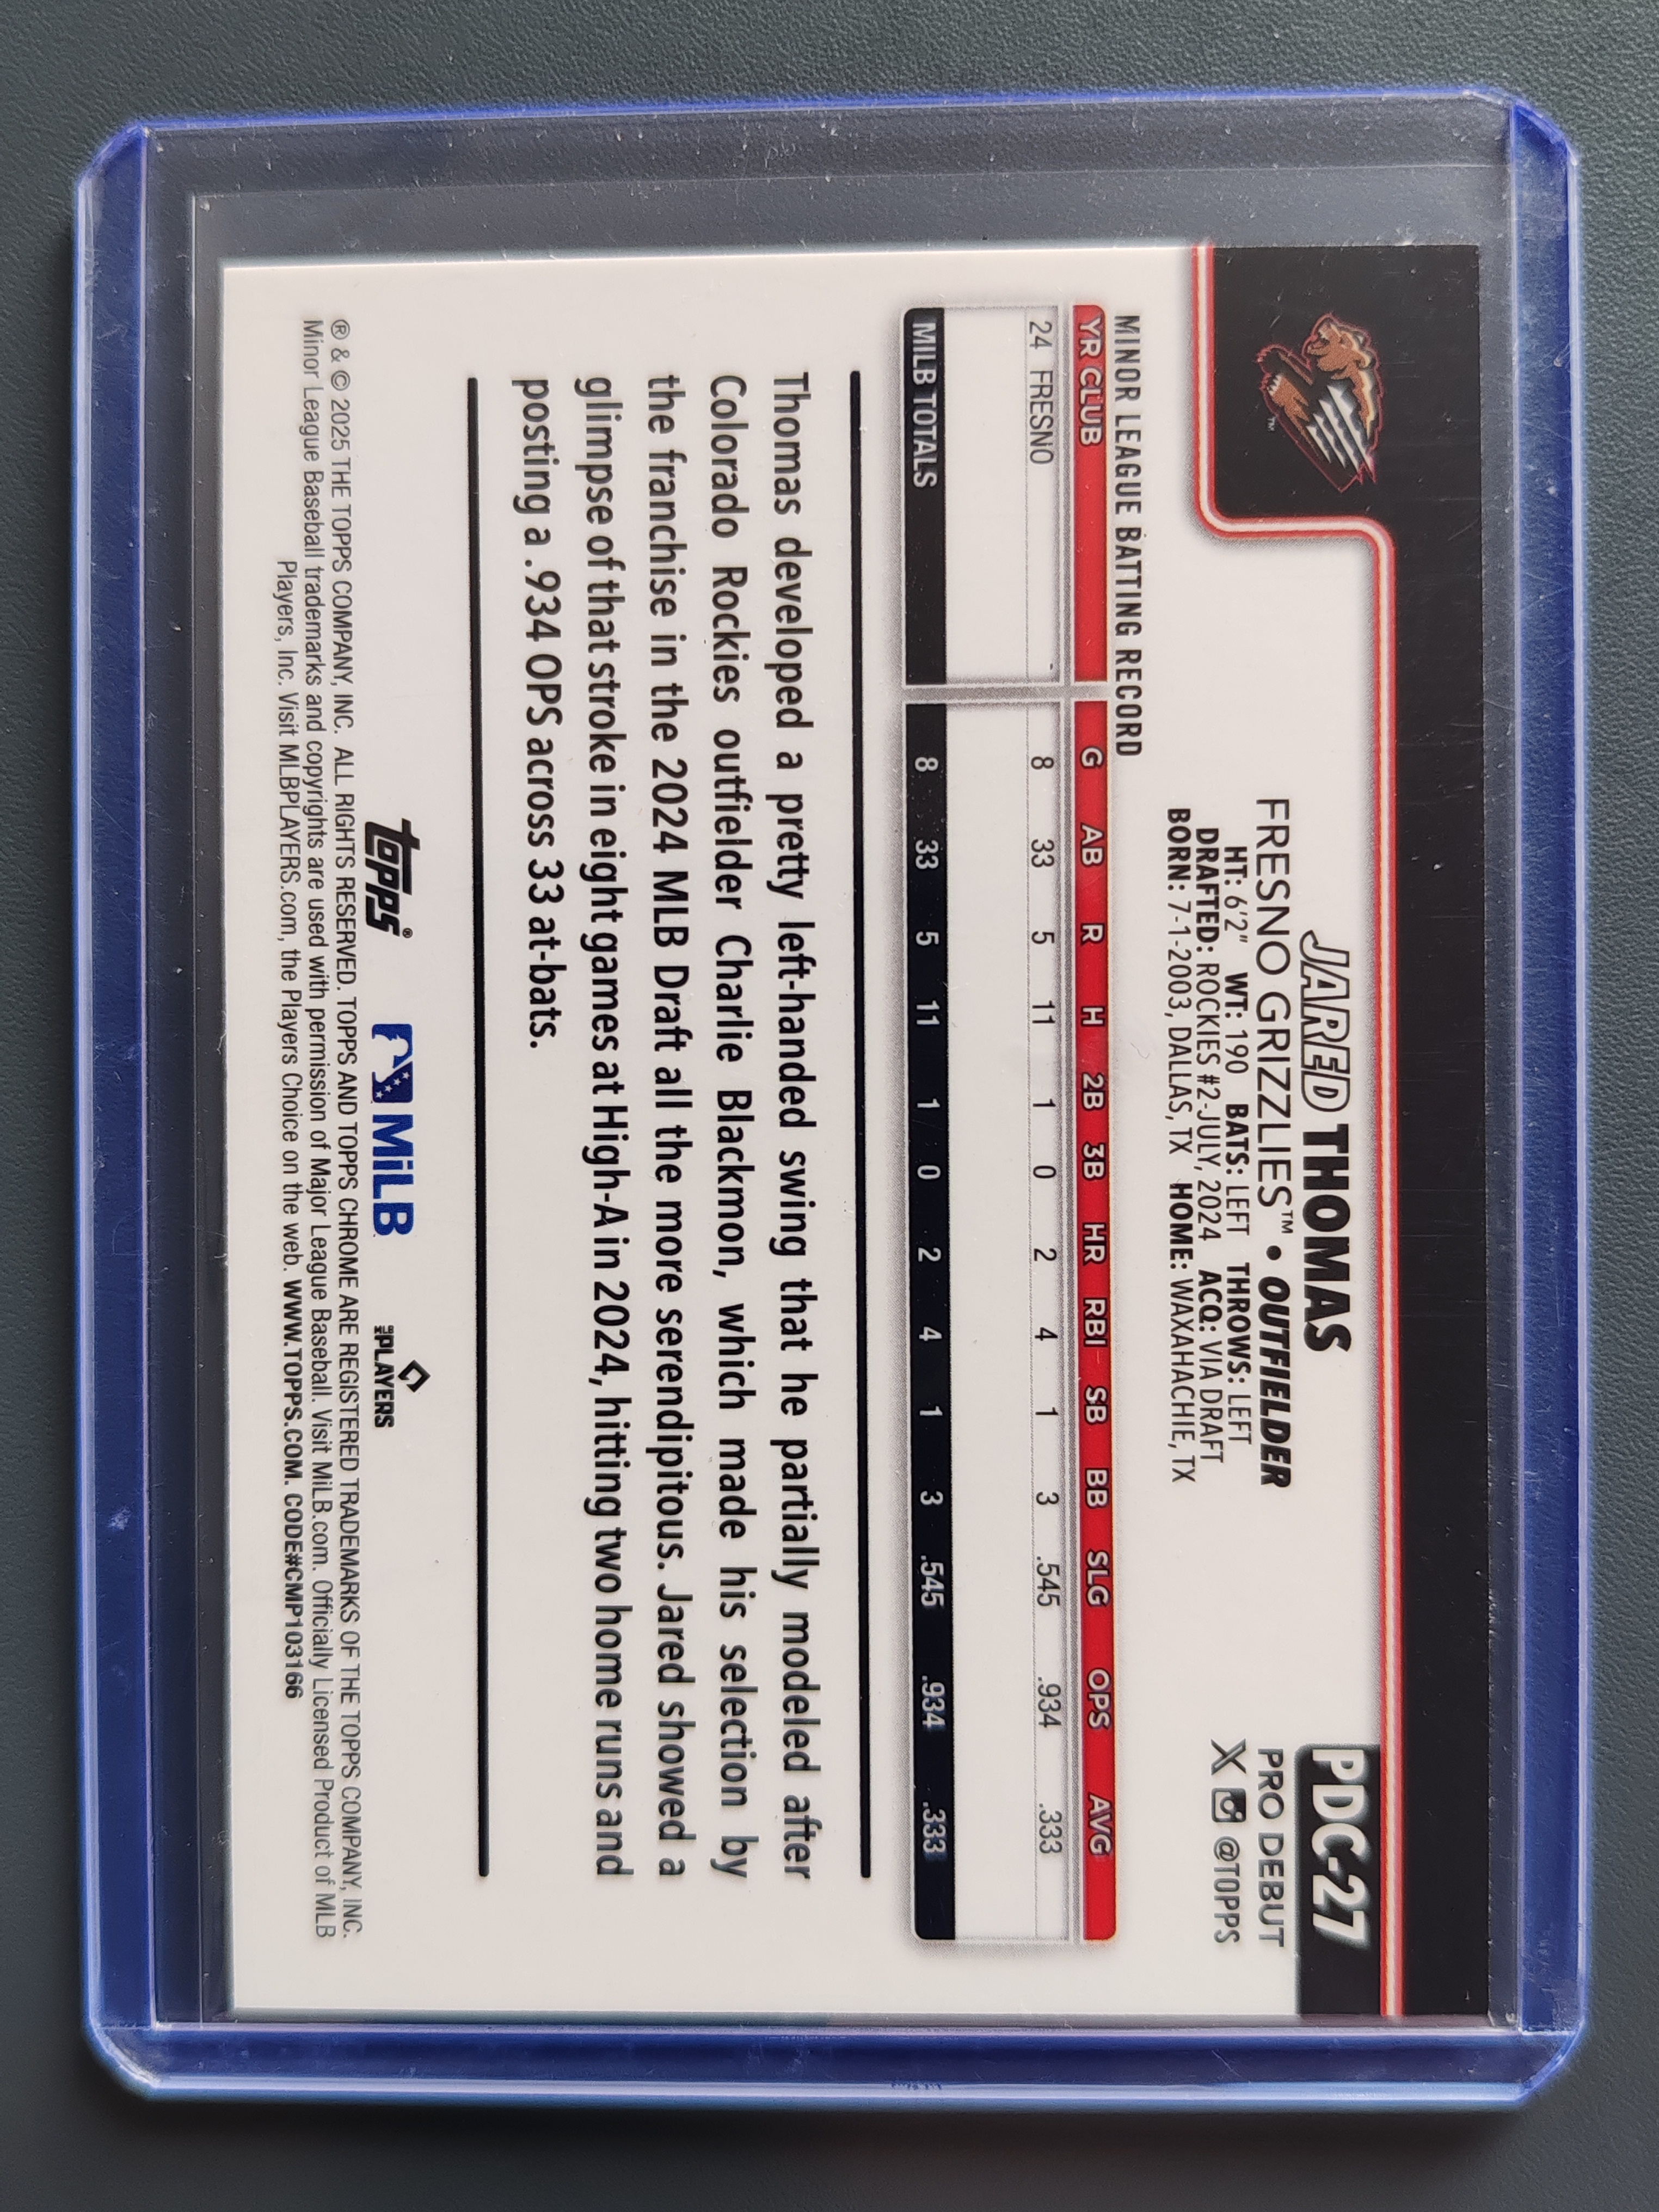 JARED THOMAS
FRESNO GRIZZLIES™ • OUTFIELDER
HT: 6'2" WT: 190 BATS: LEFT THROWS: LEFT
DRAFTED: ROCKIES #2-JULY, 2024 ACQ: VIA DRAFT
BORN: 7-1-2003, DALLAS, TX HOME: WAXAHACHIE, TX
PDC-27
PRO DEBUT
X @TOPPS
™
MINOR LEAGUE BATTING RECORD
YR CLUB G AB R H 2B 3B HR RBI SB BB SLG OPS AVG
24 FRESNO 8 33 5 11 1 0 2 4 1 3 .545 .934 .333
MILB TOTALS 8 33 5 11 1 0 2 4 1 3 .545 .934 .333
Thomas developed a pretty left-handed swing that he partially modeled after
Colorado Rockies outfielder Charlie Blackmon, which made his selection by
the franchise in the 2024 MLB Draft all the more serendipitous. Jared showed a
glimpse of that stroke in eight games at High-A in 2024, hitting two home runs and
posting a .934 OPS across 33 at-bats.
topps® MiLB PLAYERS
® & © 2025 THE TOPPS COMPANY, INC. ALL RIGHTS RESERVED. TOPPS AND TOPPS CHROME ARE REGISTERED TRADEMARKS OF THE TOPPS COMPANY, INC.
Minor League Baseball trademarks and copyrights are used with permission of Major League Baseball. Visit MiLB.com. Officially Licensed Product of MLB
Players, Inc. Visit MLBPLAYERS.com, the Players Choice on the web. WWW.TOPPS.COM. CODE#CMP103166